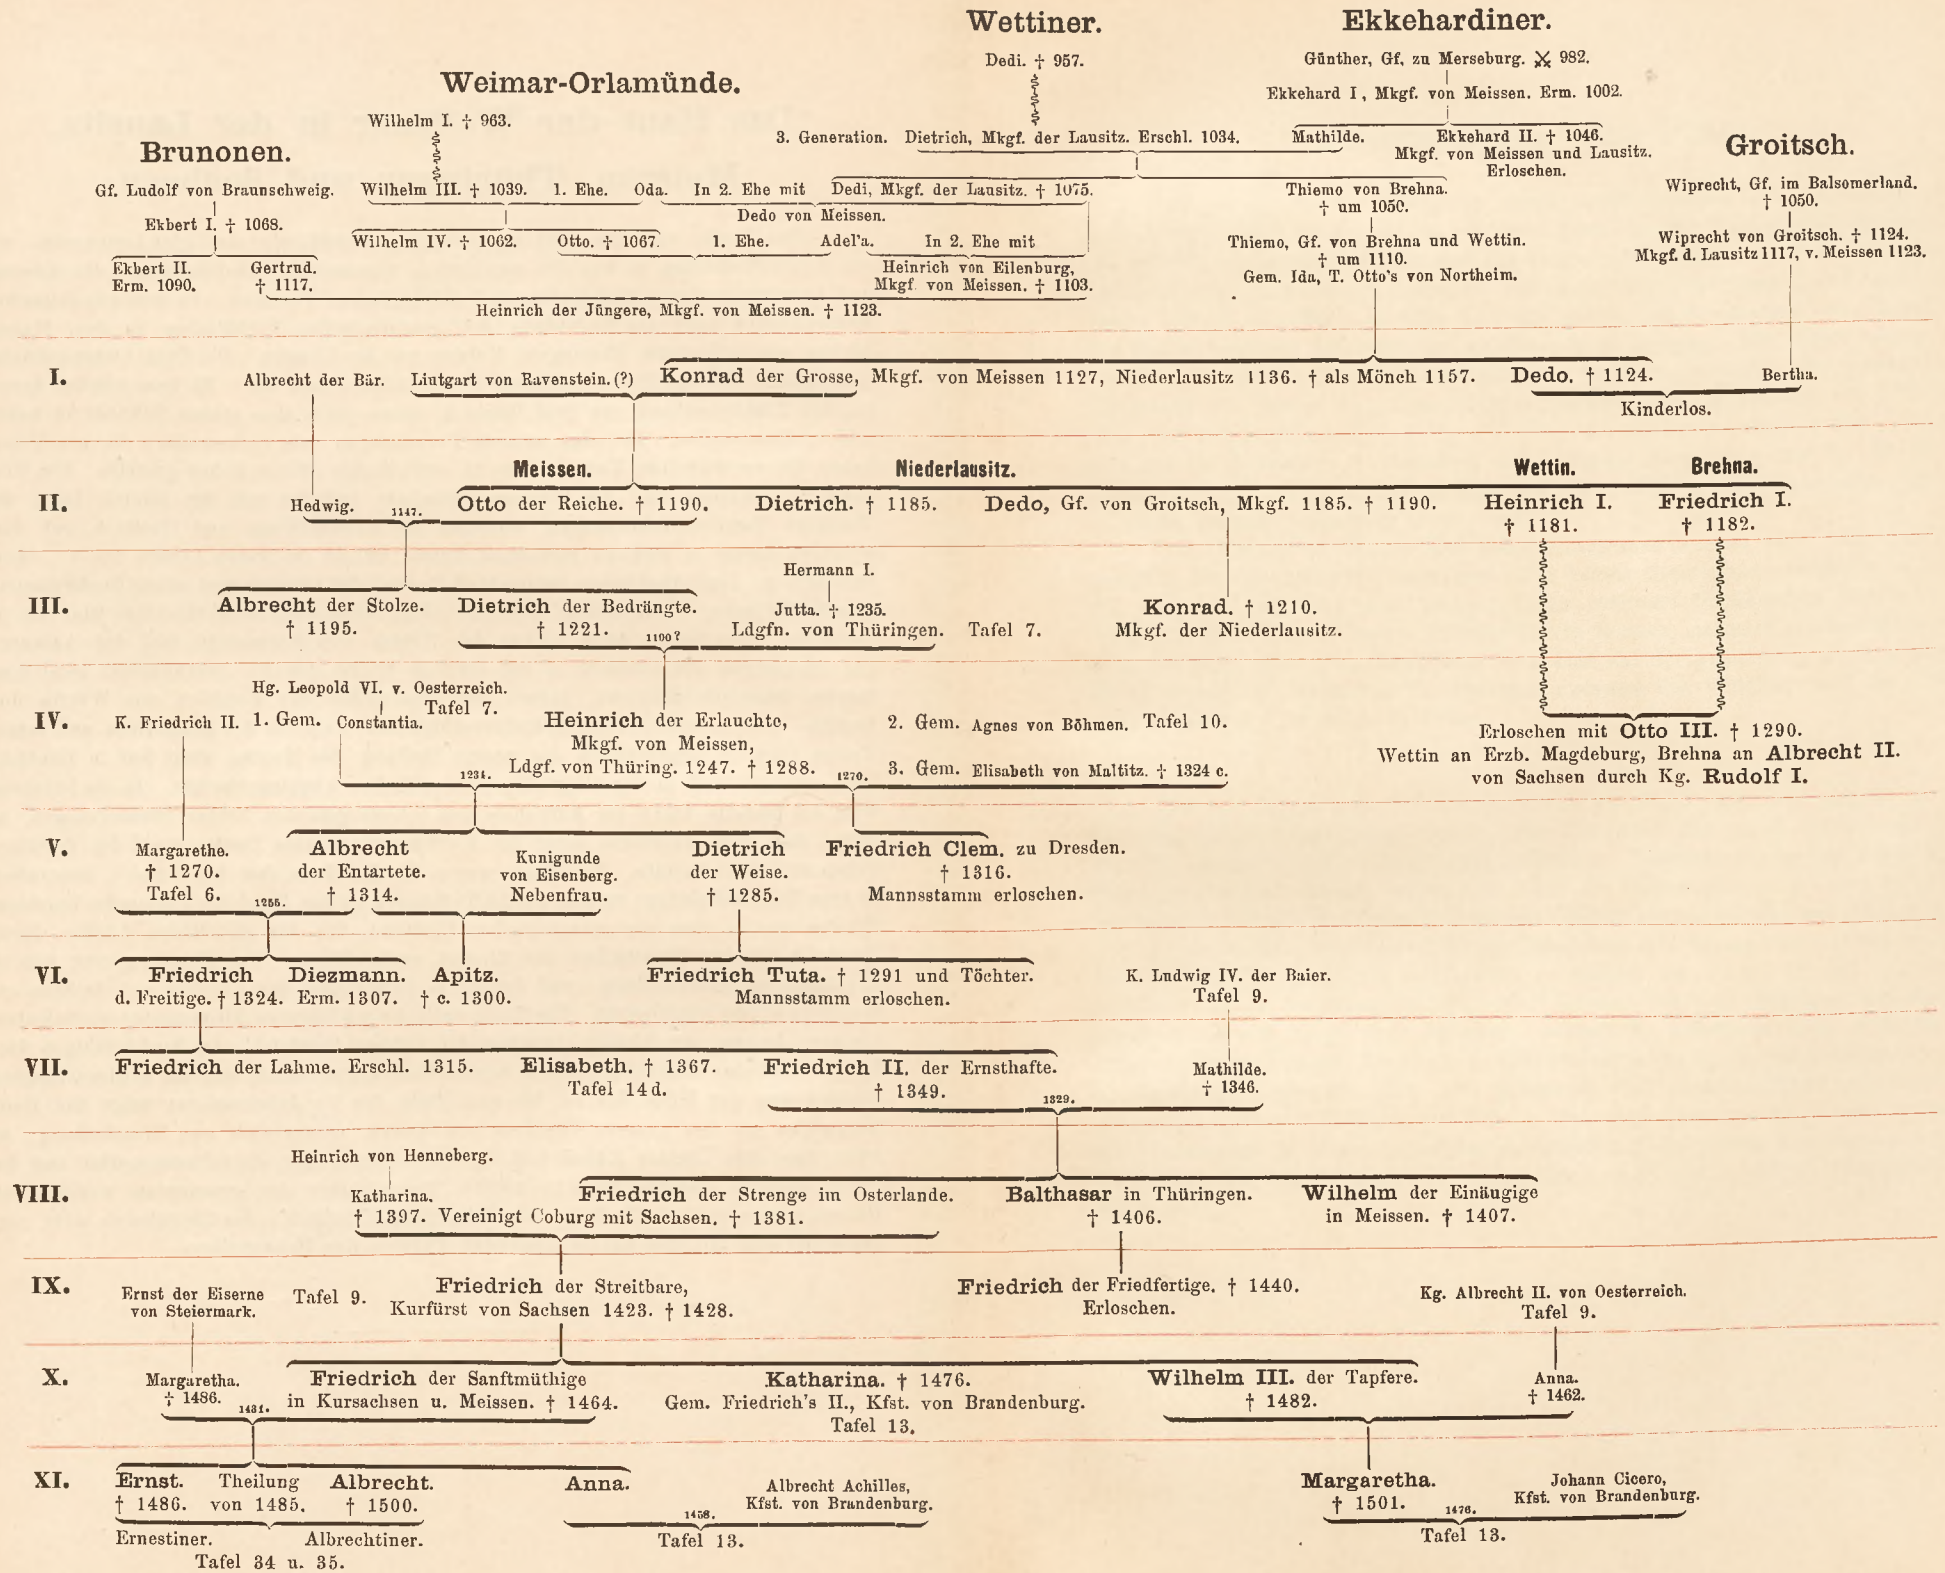 Wettiner.
Ekkehardiner.
Dedi. † 957.
Günther, Gf. zu Merseburg. ⚔ 982.
Weimar-Orlamünde.
Ekkehard I, Mkgf. von Meissen. Erm. 1002.
Wilhelm I. † 963.
3. Generation. Dietrich, Mkgf. der Lausitz. Erschl. 1034.
Mathilde. Ekkehard II. † 1046.
Mkgf. von Meissen und Lausitz.
Erloschen.
Brunonen.
Groitsch.
Gf. Ludolf von Braunschweig.
Wilhelm III. † 1039. 1. Ehe. Oda. In 2. Ehe mit Dedi, Mkgf. der Lausitz. † 1075.
Thiemo von Brehna.
† um 1050.
Wiprecht, Gf. im Balsomerland.
† 1050.
Dedo von Meissen.
Ekbert I. † 1068.
Wilhelm IV. † 1062. Otto. † 1067. 1. Ehe. Adel'a. In 2. Ehe mit
Thiemo, Gf. von Brehna und Wettin.
† um 1110.
Gem. Ida, T. Otto's von Northeim.
Wiprecht von Groitsch. † 1124.
Mkgf. d. Lausitz 1117, v. Meissen 1123.
Ekbert II. Gertrud.
Erm. 1090. † 1117.
Heinrich von Eilenburg,
Mkgf. von Meissen. † 1103.
Heinrich der Jüngere, Mkgf. von Meissen. † 1123.
I. Albrecht der Bär. Liutgart von Ravenstein. (?) Konrad der Grosse, Mkgf. von Meissen 1127, Niederlausitz 1136. † als Mönch 1157. Dedo. † 1124. Bertha.
Kinderlos.
Meissen. Niederlausitz. Wettin. Brehna.
II. Hedwig. 1147. Otto der Reiche. † 1190. Dietrich. † 1185. Dedo, Gf. von Groitsch, Mkgf. 1185. † 1190. Heinrich I. Friedrich I.
† 1181. † 1182.
Hermann I.
III. Albrecht der Stolze. Dietrich der Bedrängte. Jutta. † 1235. Konrad. † 1210.
† 1195. † 1221. 1190? Ldgfn. von Thüringen. Tafel 7. Mkgf. der Niederlausitz.
Hg. Leopold VI. v. Oesterreich.
Tafel 7.
IV. K. Friedrich II. 1. Gem. Constantia. Heinrich der Erlauchte, 2. Gem. Agnes von Böhmen. Tafel 10.
Mkgf. von Meissen,
1234. Ldgf. von Thüring. 1247. † 1288. 1270. 3. Gem. Elisabeth von Maltitz. † 1324 c.
Erloschen mit Otto III. † 1290.
Wettin an Erzb. Magdeburg, Brehna an Albrecht II.
von Sachsen durch Kg. Rudolf I.
V. Margarethe. Albrecht Kunigunde Dietrich Friedrich Clem. zu Dresden.
† 1270. der Entartete. von Eisenberg. der Weise. † 1316.
Tafel 6. 1255. † 1314. Nebenfrau. † 1285. Mannsstamm erloschen.
VI. Friedrich Diezmann. Apitz. Friedrich Tuta. † 1291 und Töchter. K. Ludwig IV. der Baier.
d. Freitige. † 1324. Erm. 1307. † c. 1300. Mannsstamm erloschen. Tafel 9.
VII. Friedrich der Lahme. Erschl. 1315. Elisabeth. † 1367. Friedrich II. der Ernsthafte. Mathilde.
Tafel 14 d. † 1349. 1329. † 1346.
Heinrich von Henneberg.
VIII. Katharina. Friedrich der Strenge im Osterlande. Balthasar in Thüringen. Wilhelm der Einäugige
† 1397. Vereinigt Coburg mit Sachsen. † 1381. † 1406. in Meissen. † 1407.
IX. Ernst der Eiserne Tafel 9. Friedrich der Streitbare, Friedrich der Friedfertige. † 1440. Kg. Albrecht II. von Oesterreich.
von Steiermark. Kurfürst von Sachsen 1423. † 1428. Erloschen. Tafel 9.
X. Margaretha. Friedrich der Sanftmüthige Katharina. † 1476. Wilhelm III. der Tapfere. Anna.
† 1486. 1431. in Kursachsen u. Meissen. † 1464. Gem. Friedrich's II., Kfst. von Brandenburg. † 1482. † 1462.
Tafel 13.
XI. Ernst. Theilung Albrecht. Anna. Albrecht Achilles, Margaretha. Johann Cicero,
† 1486. von 1485. † 1500. 1458. Kfst. von Brandenburg. † 1501. 1476. Kfst. von Brandenburg.
Ernestiner. Albrechtiner. Tafel 13. Tafel 13.
Tafel 34 u. 35.